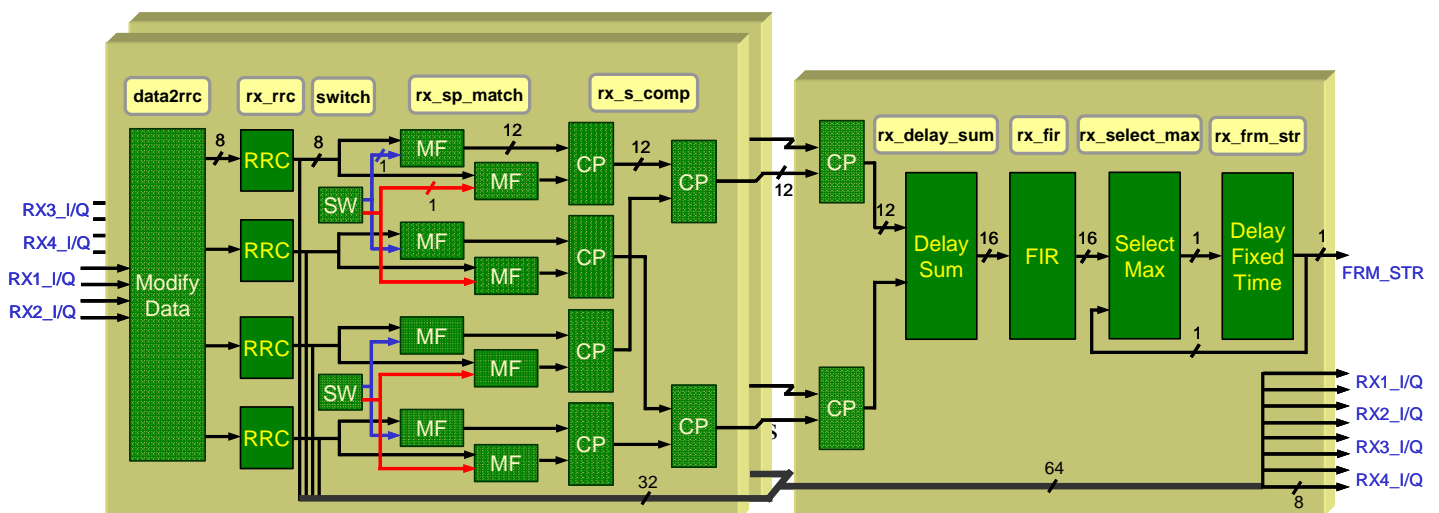 data2rrc
rx_rrc
switch
rx_sp_match
rx_s_comp
rx_delay_sum
rx_fir
rx_select_max
rx_frm_str
RX3_I/Q
RX4_I/Q
RX1_I/Q
RX2_I/Q
Modify
Data
8
RRC
RRC
RRC
RRC
8
SW
SW
1
1
MF
MF
MF
MF
MF
MF
MF
MF
12
CP
CP
CP
CP
12
CP
CP
32
12
S
CP
CP
12
Delay
Sum
16
FIR
16
Select
Max
1
Delay
Fixed
Time
1
1
FRM_STR
64
8
RX1_I/Q
RX2_I/Q
RX3_I/Q
RX4_I/Q